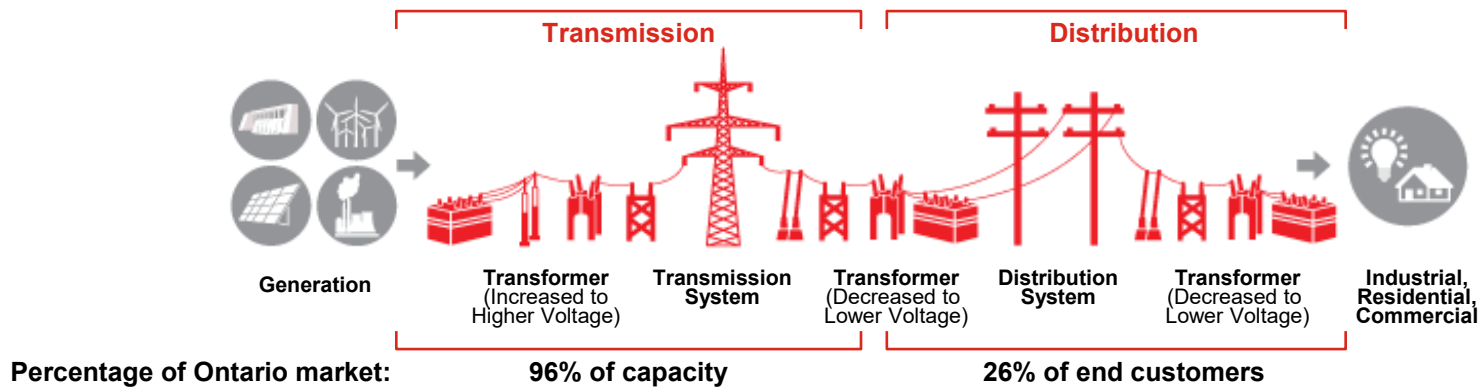 Transmission
Distribution
Generation
Transformer
(Increased to
Higher Voltage)
Transmission
System
Transformer
(Decreased to
Lower Voltage)
Distribution
System
Transformer
(Decreased to
Lower Voltage)
Industrial,
Residential,
Commercial
Percentage of Ontario market:
96% of capacity
26% of end customers